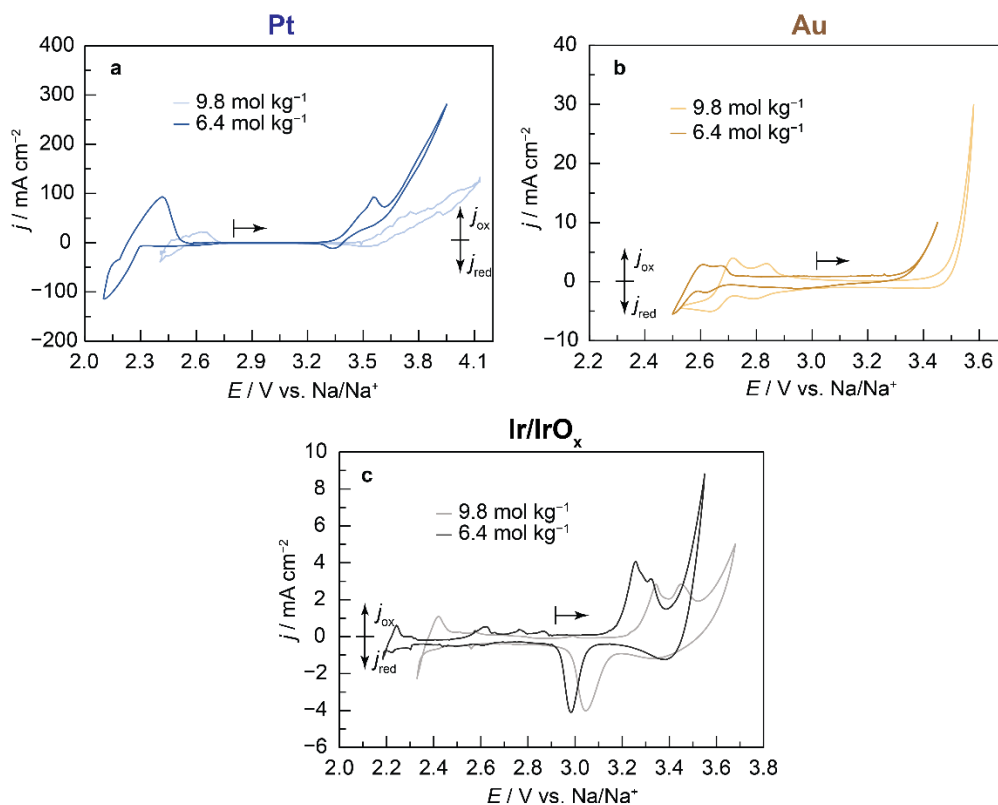 Pt
a
9.8 mol kg⁻¹
6.4 mol kg⁻¹
400
300
200
100
0
−100
−200
j / mA cm⁻²
j_ox
j_red
2.0 2.3 2.6 2.9 3.2 3.5 3.8 4.1
E / V vs. Na/Na⁺
Au
b
9.8 mol kg⁻¹
6.4 mol kg⁻¹
40
30
20
10
0
−10
j / mA cm⁻²
j_ox
j_red
2.2 2.4 2.6 2.8 3.0 3.2 3.4 3.6
E / V vs. Na/Na⁺
Ir/IrOₓ
c
9.8 mol kg⁻¹
6.4 mol kg⁻¹
10
8
6
4
2
0
−2
−4
−6
j / mA cm⁻²
j_ox
j_red
2.0 2.2 2.4 2.6 2.8 3.0 3.2 3.4 3.6 3.8
E / V vs. Na/Na⁺